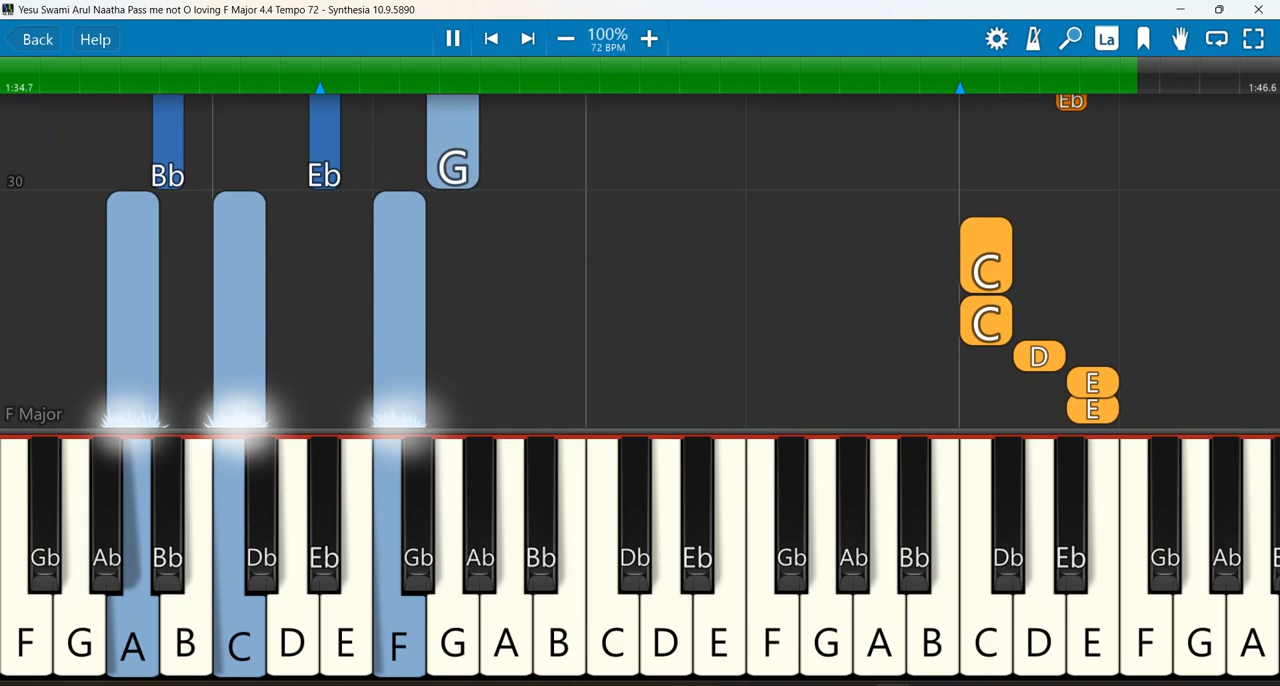 Yesu Swami Arul Naatha Pass me not O loving F Major 4.4 Tempo 72 - Synthesia 10.9.5890
Back Help 100% La
72 BPM
1:34.7 1:46.6
Eb
Bb Eb G
30
C
C
D
E
E
F Major
Gb Ab Bb Db Eb Gb Ab Bb Db Eb Gb Ab Bb Db Eb Gb Ab
F G A B C D E F G A B C D E F G A B C D E F G A